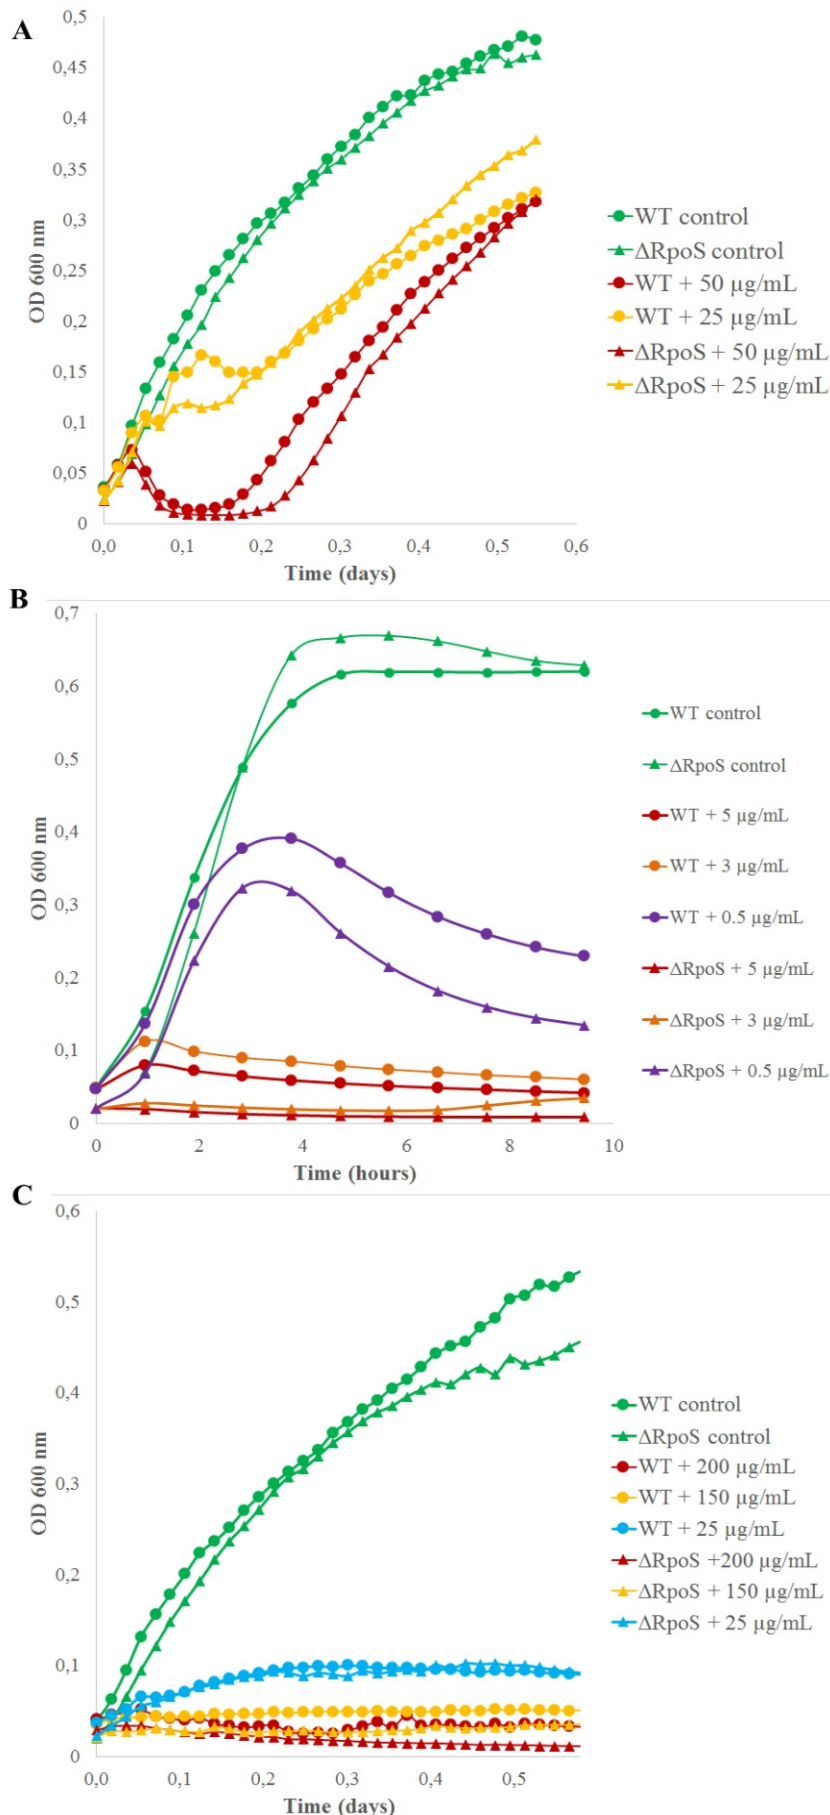 A
0,5
0,45
0,4
0,35
0,3
0,25
0,2
0,15
0,1
0,05
0
OD 600 nm
0,0 0,1 0,2 0,3 0,4 0,5 0,6
Time (days)
WT control
ΔRpoS control
WT + 50 µg/mL
WT + 25 µg/mL
ΔRpoS + 50 µg/mL
ΔRpoS + 25 µg/mL
B
0,7
0,6
0,5
0,4
0,3
0,2
0,1
0
OD 600 nm
0 2 4 6 8 10
Time (hours)
WT control
ΔRpoS control
WT + 5 µg/mL
WT + 3 µg/mL
WT + 0.5 µg/mL
ΔRpoS + 5 µg/mL
ΔRpoS + 3 µg/mL
ΔRpoS + 0.5 µg/mL
C
0,6
0,5
0,4
0,3
0,2
0,1
0
OD 600 nm
0,0 0,1 0,2 0,3 0,4 0,5
Time (days)
WT control
ΔRpoS control
WT + 200 µg/mL
WT + 150 µg/mL
WT + 25 µg/mL
ΔRpoS +200 µg/mL
ΔRpoS + 150 µg/mL
ΔRpoS + 25 µg/mL